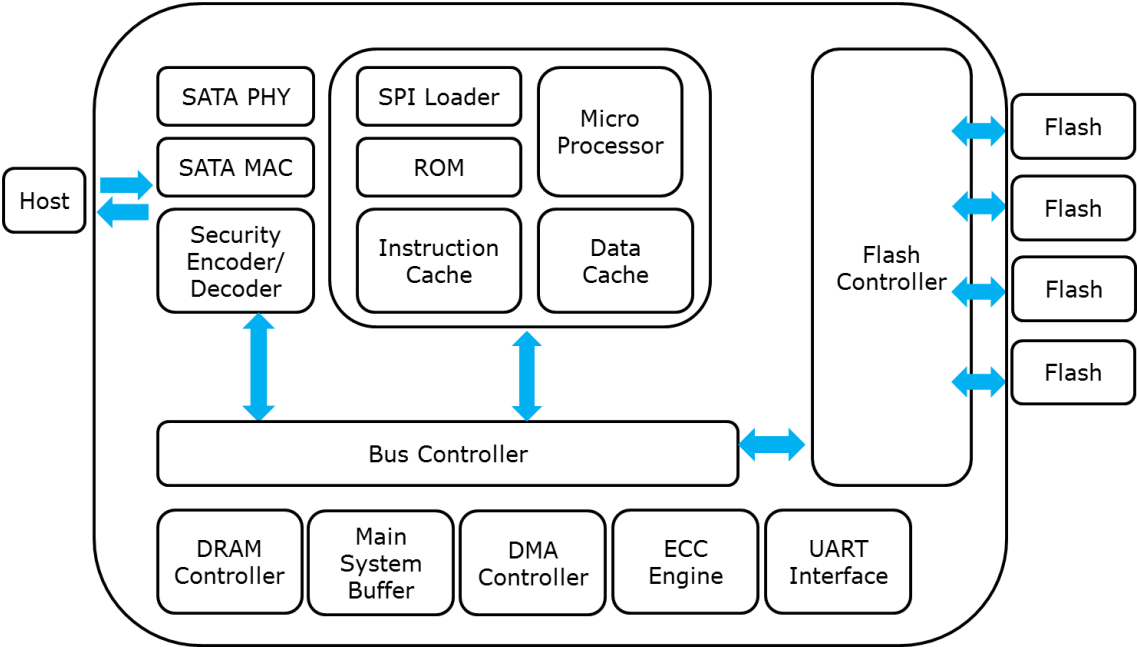 Host
SATA PHY
SATA MAC
Security
Encoder/
Decoder
SPI Loader
ROM
Instruction
Cache
Micro
Processor
Data
Cache
Flash
Controller
Flash
Flash
Flash
Flash
Bus Controller
DRAM
Controller
Main
System
Buffer
DMA
Controller
ECC
Engine
UART
Interface